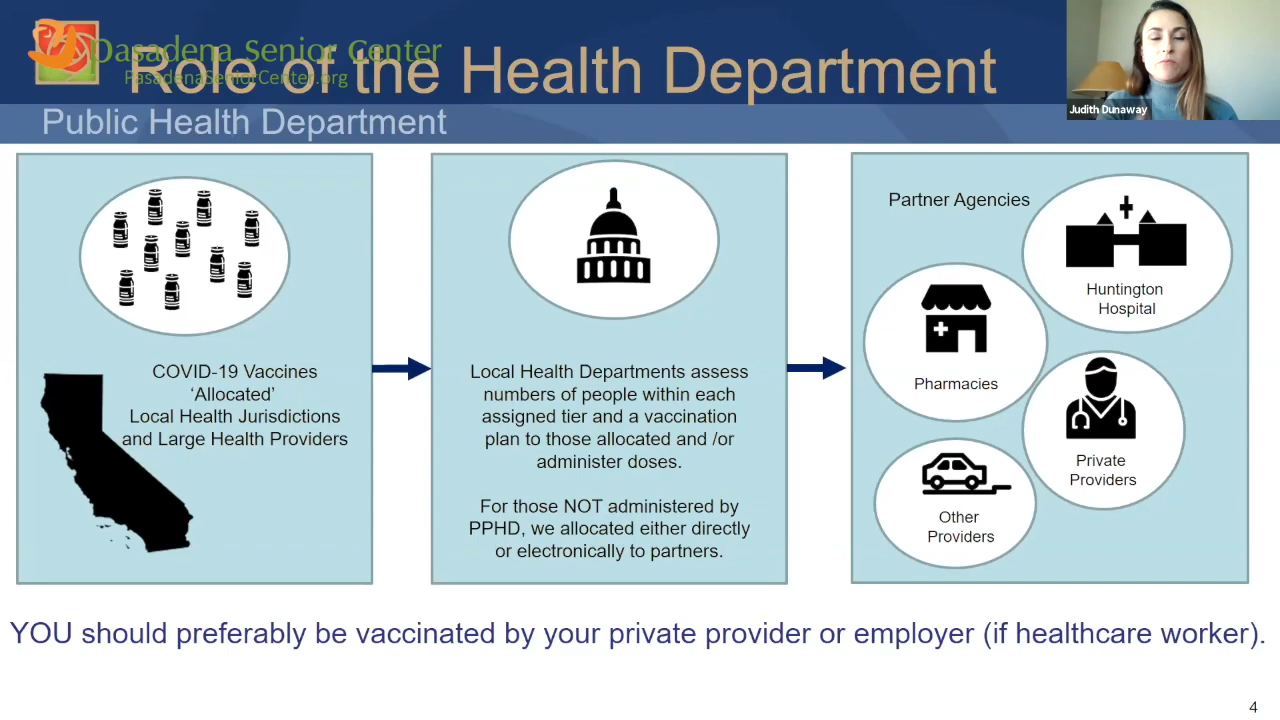 Pasadena Senior Center
PasadenaSeniorCenter.org
Role of the Health Department
Public Health Department
Judith Dunaway
COVID-19 Vaccines
‘Allocated’
Local Health Jurisdictions
and Large Health Providers
Local Health Departments assess
numbers of people within each
assigned tier and a vaccination
plan to those allocated and /or
administer doses.
For those NOT administered by
PPHD, we allocated either directly
or electronically to partners.
Partner Agencies
Huntington
Hospital
Pharmacies
Private
Providers
Other
Providers
YOU should preferably be vaccinated by your private provider or employer (if healthcare worker).
4